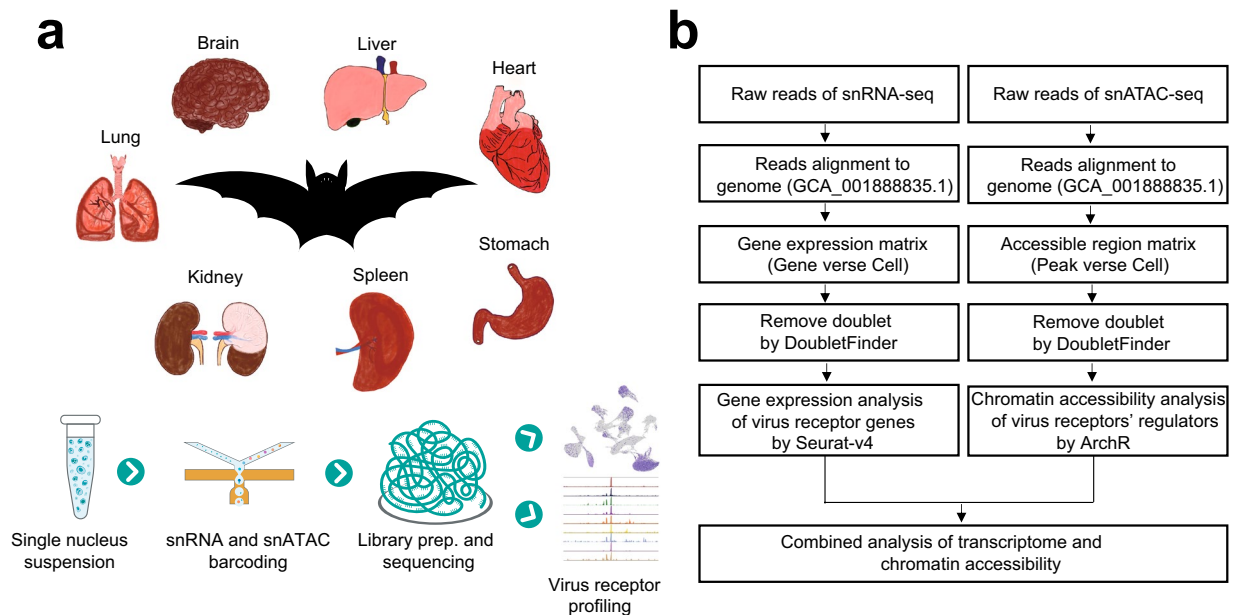 a
Brain
Liver
Heart
Lung
Stomach
Kidney
Spleen
Single nucleus
suspension
snRNA and snATAC
barcoding
Library prep. and
sequencing
Virus receptor
profiling
b
Raw reads of snRNA-seq
Raw reads of snATAC-seq
Reads alignment to
genome (GCA_001888835.1)
Reads alignment to
genome (GCA_001888835.1)
Gene expression matrix
(Gene verse Cell)
Accessible region matrix
(Peak verse Cell)
Remove doublet
by DoubletFinder
Remove doublet
by DoubletFinder
Gene expression analysis
of virus receptor genes
by Seurat-v4
Chromatin accessibility analysis
of virus receptors’ regulators
by ArchR
Combined analysis of transcriptome and
chromatin accessibility